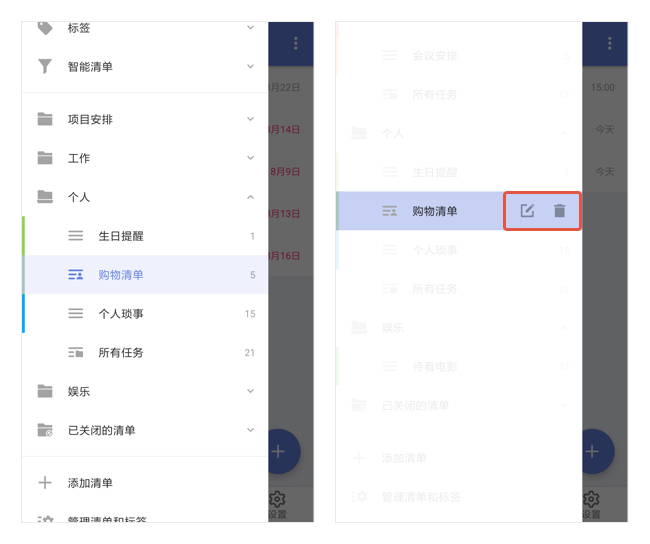 标签
智能清单
项目安排
工作
个人
生日提醒 1
购物清单 5
个人琐事 15
所有任务 21
娱乐
已关闭的清单
添加清单
管理清单和标签
月22日
月14日
8月9日
月13日
月16日
设置
会议安排
所有任务
个人
生日提醒
购物清单
个人琐事 15
所有任务
娱乐
待看电影
已关闭的清单
添加清单
管理清单和标签
15:00
今天
今天
设置